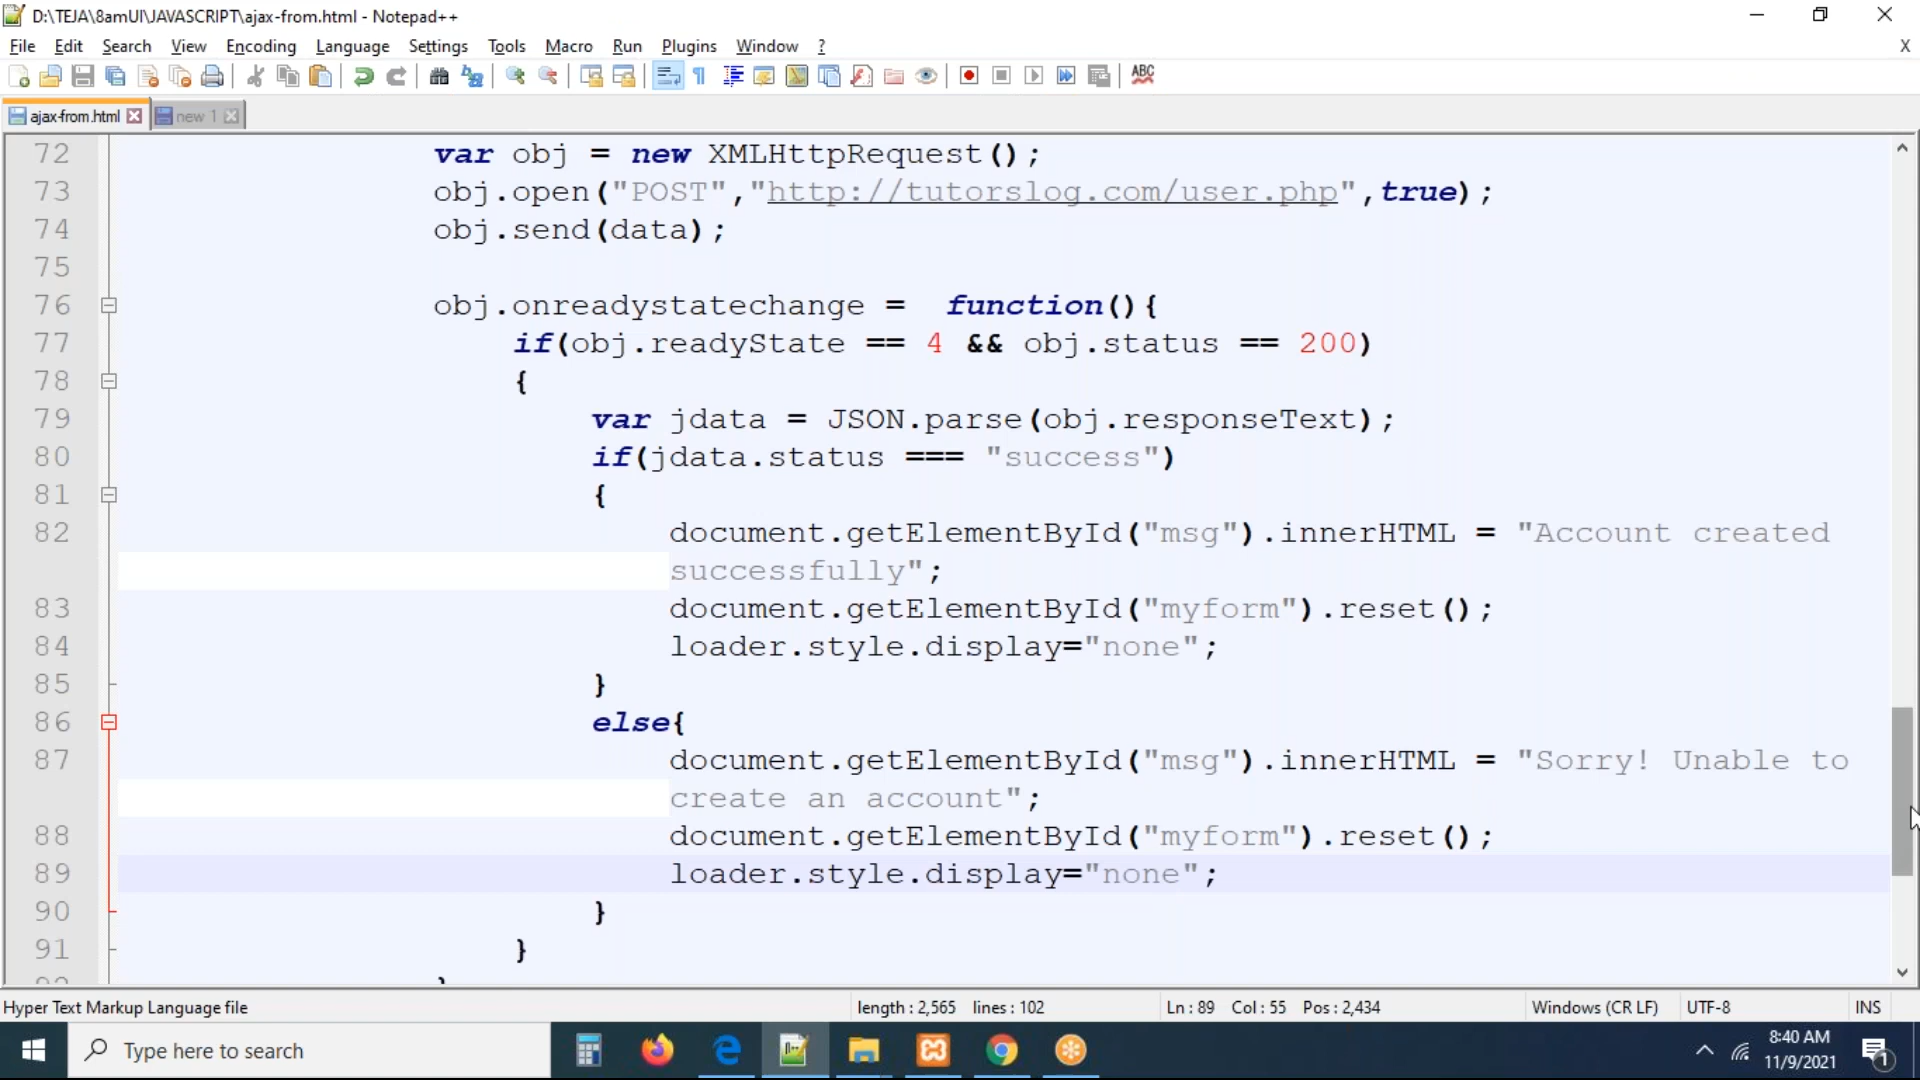 D:\TEJA\8amUI\JAVASCRIPT\ajax-from.html - Notepad++
File Edit Search View Encoding Language Settings Tools Macro Run Plugins Window ? X
ABC
ajax-from.html new 1
72 var obj = new XMLHttpRequest();
73 obj.open("POST","http://tutorslog.com/user.php",true);
74 obj.send(data);
75
76 obj.onreadystatechange =  function(){
77 if(obj.readyState == 4 && obj.status == 200)
78 {
79 var jdata = JSON.parse(obj.responseText);
80 if(jdata.status === "success")
81 {
82 document.getElementById("msg").innerHTML = "Account created
successfully";
83 document.getElementById("myform").reset();
84 loader.style.display="none";
85 }
86 else{
87 document.getElementById("msg").innerHTML = "Sorry! Unable to
create an account";
88 document.getElementById("myform").reset();
89 loader.style.display="none";
90 }
91 }
Hyper Text Markup Language file length : 2,565 lines : 102 Ln : 89 Col : 55 Pos : 2,434 Windows (CR LF) UTF-8 INS
Type here to search
8:40 AM
11/9/2021
1